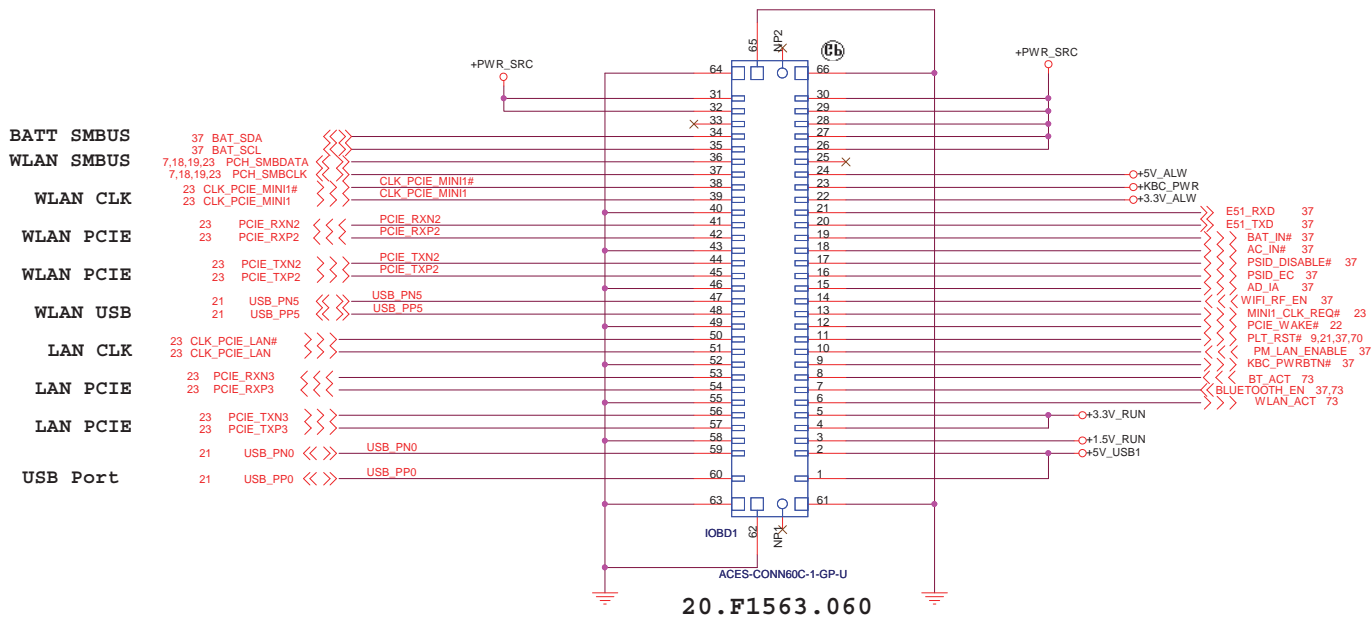 65 NP2 Cb
+PWR_SRC +PWR_SRC
64 66
31 30
32 29
33 28
BATT SMBUS 37 BAT_SDA 34 27
37 BAT_SCL 35 26
WLAN SMBUS 7,18,19,23 PCH_SMBDATA 36 25
7,18,19,23 PCH_SMBCLK 37 24 +5V_ALW
23 CLK_PCIE_MINI1# CLK_PCIE_MINI1# 38 23 +KBC_PWR
WLAN CLK 23 CLK_PCIE_MINI1 CLK_PCIE_MINI1 39 22 +3.3V_ALW
40 21 E51_RXD 37
23 PCIE_RXN2 PCIE_RXN2 41 20 E51_TXD 37
WLAN PCIE 23 PCIE_RXP2 PCIE_RXP2 42 19 BAT_IN# 37
43 18 AC_IN# 37
WLAN PCIE 23 PCIE_TXN2 PCIE_TXN2 44 17 PSID_DISABLE# 37
23 PCIE_TXP2 PCIE_TXP2 45 16 PSID_EC 37
46 15 AD_IA 37
21 USB_PN5 USB_PN5 47 14 WIFI_RF_EN 37
WLAN USB 21 USB_PP5 USB_PP5 48 13 MINI1_CLK_REQ# 23
49 12 PCIE_WAKE# 22
23 CLK_PCIE_LAN# 50 11 PLT_RST# 9,21,37,70
LAN CLK 23 CLK_PCIE_LAN 51 10 PM_LAN_ENABLE 37
52 9 KBC_PWRBTN# 37
23 PCIE_RXN3 53 8 BT_ACT 73
LAN PCIE 23 PCIE_RXP3 54 7 BLUETOOTH_EN 37,73
55 6 WLAN_ACT 73
23 PCIE_TXN3 56 5 +3.3V_RUN
LAN PCIE 23 PCIE_TXP3 57 4
58 3 +1.5V_RUN
21 USB_PN0 USB_PN0 59 2 +5V_USB1
USB Port 21 USB_PP0 USB_PP0 60 1
63 61
IOBD1 62 NP1
ACES-CONN60C-1-GP-U
20.F1563.060